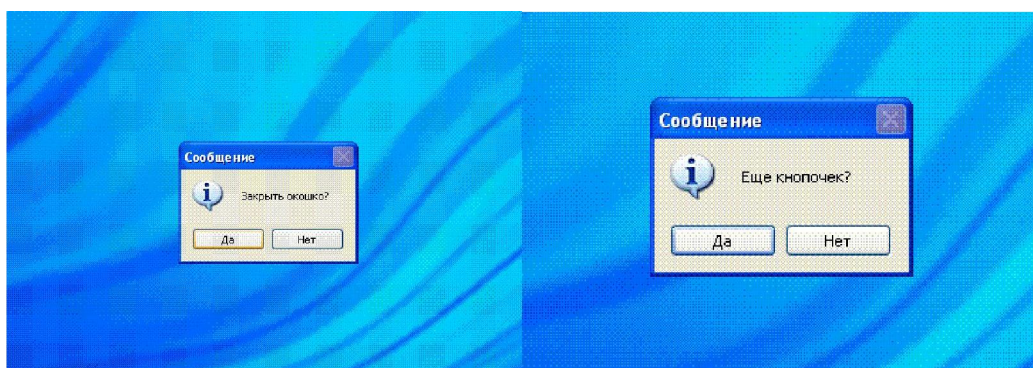 Сообщение
Закрыть окошко?
Да
Нет
Сообщение
Еще кнопочек?
Да
Нет